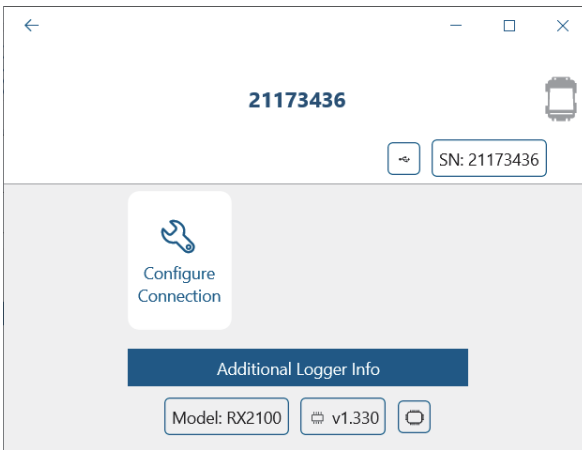 21173436
SN: 21173436
Configure
Connection
Additional Logger Info
Model: RX2100
v1.330